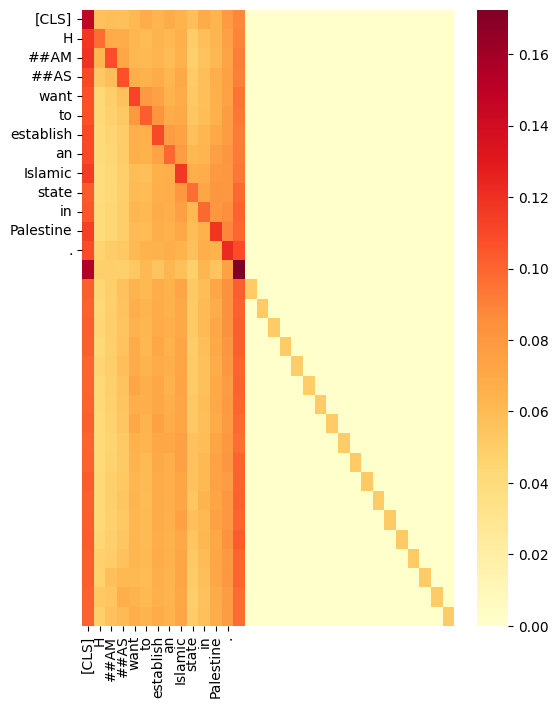 [CLS]
H
##AM
##AS
want
to
establish
an
Islamic
state
in
Palestine
.
0.16
0.14
0.12
0.10
0.08
0.06
0.04
0.02
0.00
[CLS]
H
##AM
##AS
want
to
establish
an
Islamic
state
in
Palestine
.